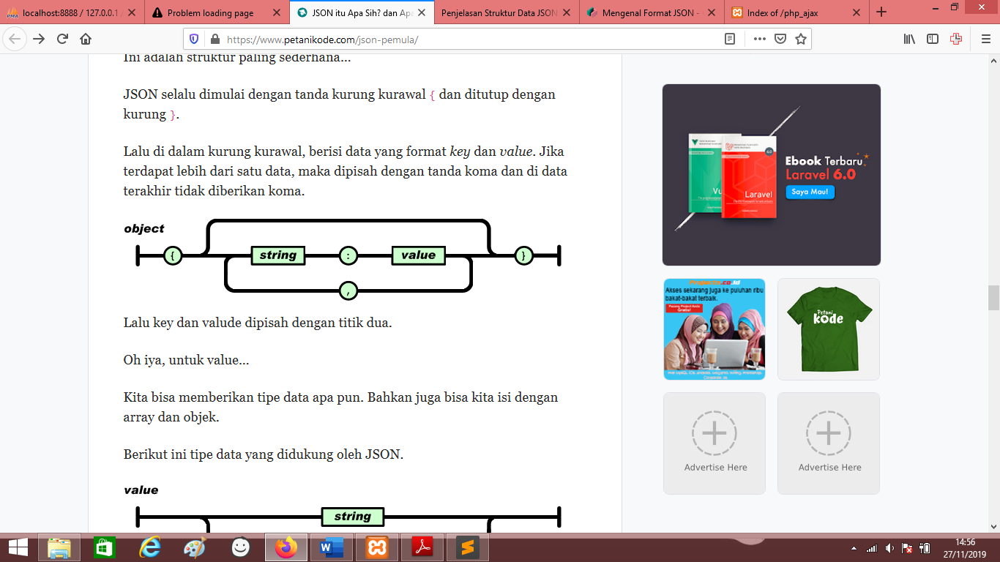 localhost:8888 / 127.0.0.1 /
Problem loading page
JSON itu Apa Sih? dan Apa
Penjelasan Struktur Data JSON
Mengenal Format JSON -
Index of /php_ajax
https://www.petanikode.com/json-pemula/
Ini adalah struktur paling sederhana...
JSON selalu dimulai dengan tanda kurung kurawal { dan ditutup dengan
kurung }.
Lalu di dalam kurung kurawal, berisi data yang format key dan value. Jika
terdapat lebih dari satu data, maka dipisah dengan tanda koma dan di data
terakhir tidak diberikan koma.
object
{ string : value }
,
Lalu key dan valude dipisah dengan titik dua.
Oh iya, untuk value...
Kita bisa memberikan tipe data apa pun. Bahkan juga bisa kita isi dengan
array dan objek.
Berikut ini tipe data yang didukung oleh JSON.
value
string
Ebook Terbaru
Laravel 6.0
Saya Mau!
Vu
Laravel
6.0
.co.id
Akses sekarang juga ke puluhan ribu
bakat-bakat terbaik.
Gratis!
Petani
kode
Advertise Here
Advertise Here
14:56
27/11/2019